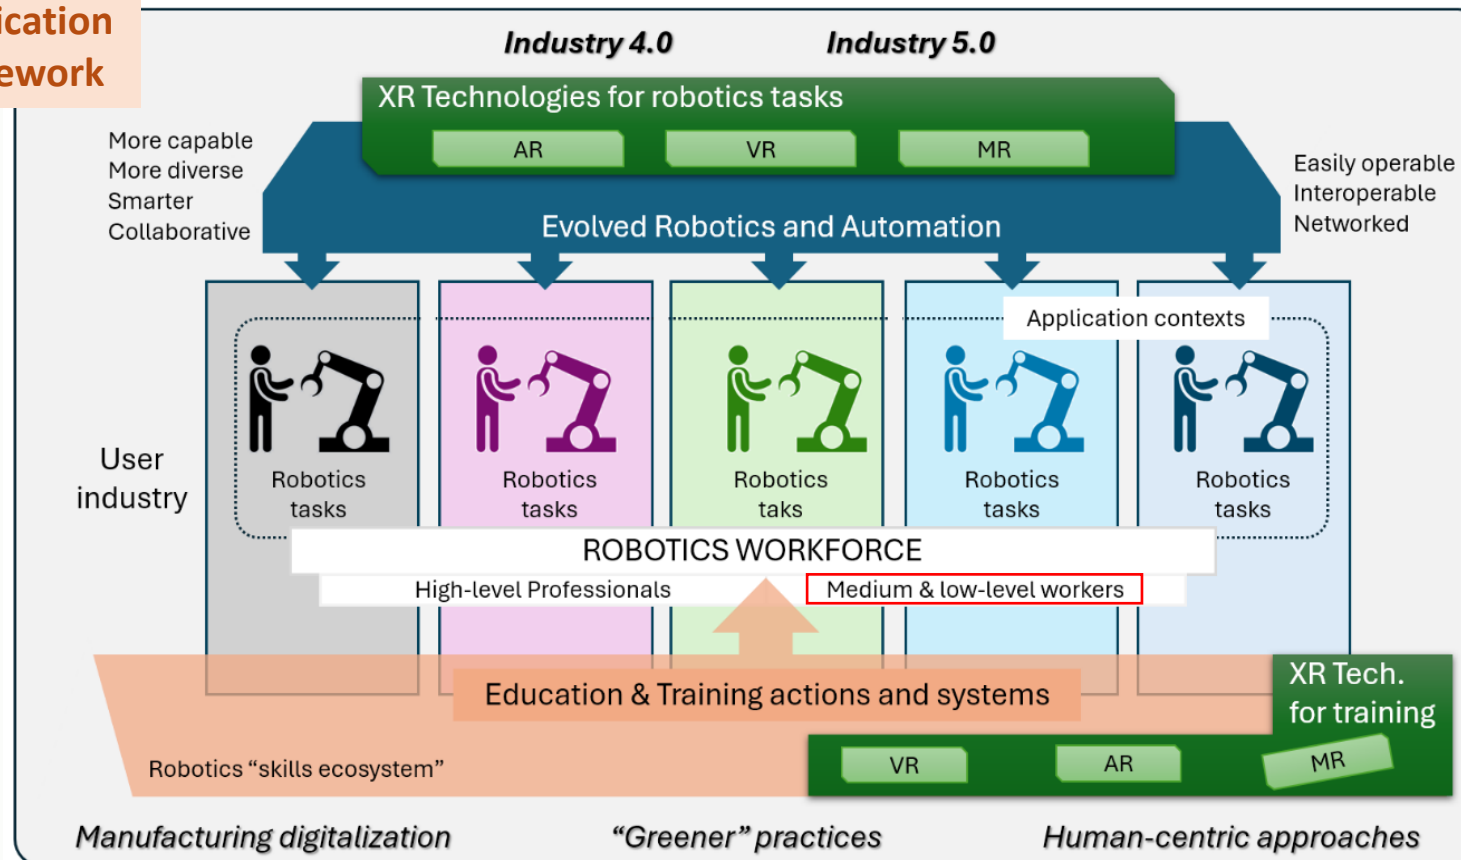 ication
ework
Industry 4.0
Industry 5.0
XR Technologies for robotics tasks
AR
VR
MR
More capable
More diverse
Smarter
Collaborative
Easily operable
Interoperable
Networked
Evolved Robotics and Automation
Application contexts
User
industry
Robotics
tasks
Robotics
tasks
Robotics
taks
Robotics
tasks
Robotics
tasks
ROBOTICS WORKFORCE
High-level Professionals
Medium & low-level workers
Education & Training actions and systems
XR Tech.
for training
Robotics “skills ecosystem”
VR
AR
MR
Manufacturing digitalization
“Greener” practices
Human-centric approaches